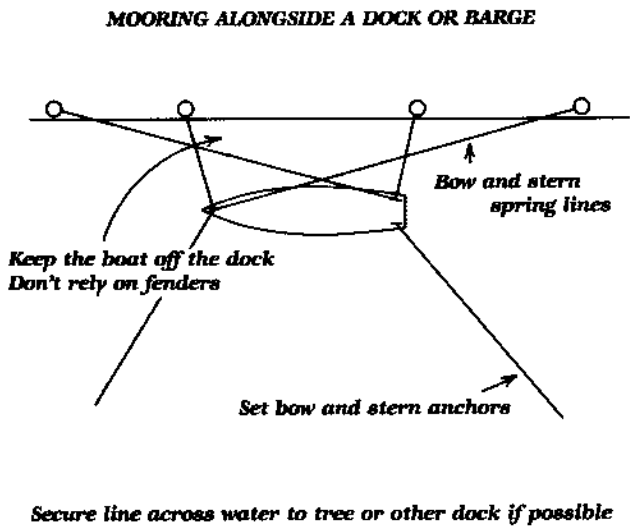 MOORING ALONGSIDE A DOCK OR BARGE
Bow and stern
spring lines
Keep the boat off the dock
Don't rely on fenders
Set bow and stern anchors
Secure line across water to tree or other dock if possible